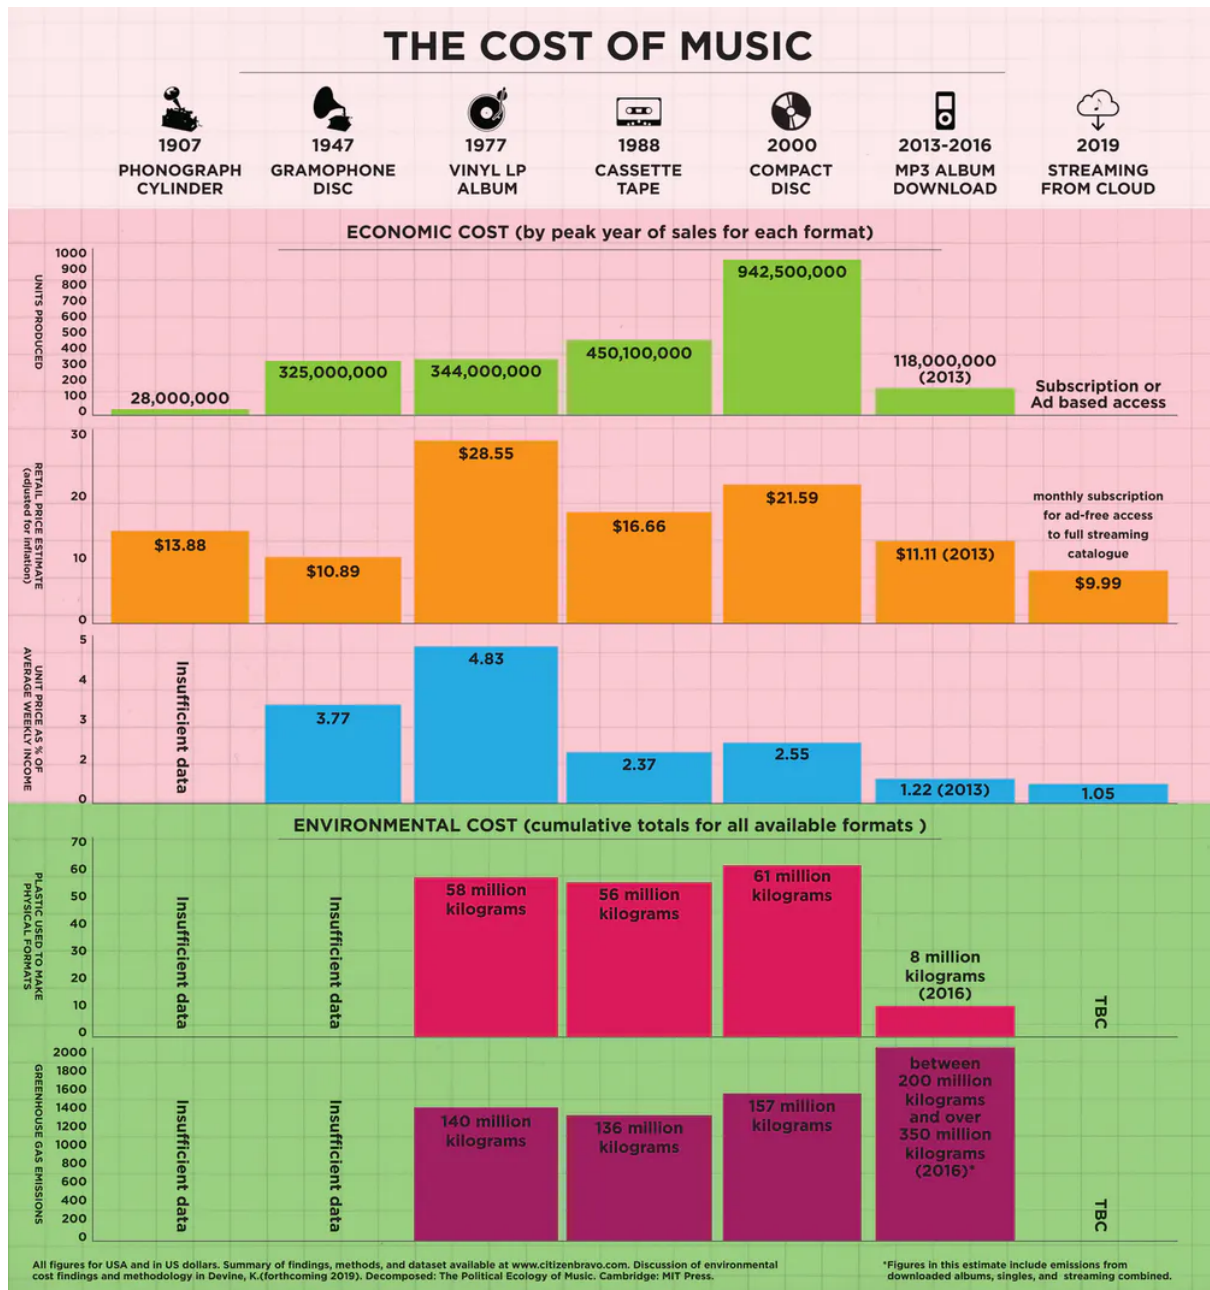 THE COST OF MUSIC
1907
PHONOGRAPH
CYLINDER
1947
GRAMOPHONE
DISC
1977
VINYL LP
ALBUM
1988
CASSETTE
TAPE
2000
COMPACT
DISC
2013-2016
MP3 ALBUM
DOWNLOAD
2019
STREAMING
FROM CLOUD
ECONOMIC COST (by peak year of sales for each format)
UNITS PRODUCED
1000
900
800
700
600
500
400
300
200
100
0
28,000,000
325,000,000
344,000,000
450,100,000
942,500,000
118,000,000
(2013)
Subscription or
Ad based access
RETAIL PRICE ESTIMATE
(adjusted for inflation)
30
20
10
0
$13.88
$10.89
$28.55
$16.66
$21.59
$11.11 (2013)
monthly subscription
for ad-free access
to full streaming
catalogue
$9.99
UNIT PRICE AS % OF
AVERAGE WEEKLY INCOME
5
4
3
2
0
Insufficient data
3.77
4.83
2.37
2.55
1.22 (2013)
1.05
ENVIRONMENTAL COST (cumulative totals for all available formats )
PLASTIC USED TO MAKE
PHYSICAL FORMATS
70
60
50
40
30
20
10
0
Insufficient data
Insufficient data
58 million
kilograms
56 million
kilograms
61 million
kilograms
8 million
kilograms
(2016)
TBC
GREENHOUSE GAS EMISSIONS
2000
1800
1600
1400
1200
1000
800
600
400
200
0
Insufficient data
Insufficient data
140 million
kilograms
136 million
kilograms
157 million
kilograms
between
200 million
kilograms
and over
350 million
kilograms
(2016)*
TBC
All figures for USA and in US dollars. Summary of findings, methods, and dataset available at www.citizenbravo.com. Discussion of environmental
cost findings and methodology in Devine, K.(forthcoming 2019). Decomposed: The Political Ecology of Music. Cambridge: MIT Press.
*Figures in this estimate include emissions from
downloaded albums, singles, and streaming combined.